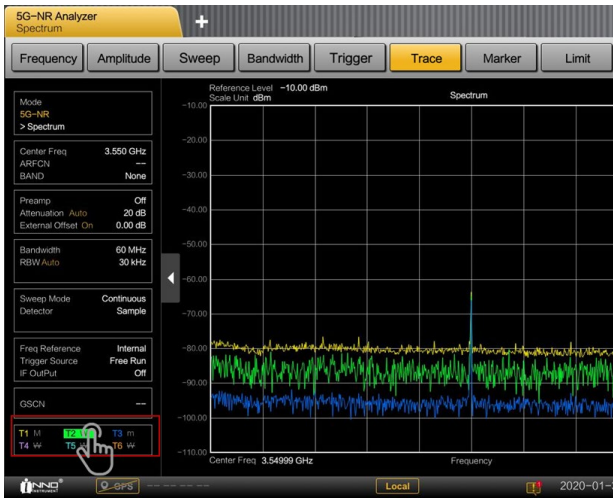 5G-NR Analyzer
Spectrum
+
Frequency
Amplitude
Sweep
Bandwidth
Trigger
Trace
Marker
Limit
Mode
5G-NR
> Spectrum
Center Freq 3.550 GHz
ARFCN --
BAND None
Preamp Off
Attenuation Auto 20 dB
External Offset On 0.00 dB
Bandwidth 60 MHz
RBW Auto 30 kHz
Sweep Mode Continuous
Detector Sample
Freq Reference Internal
Trigger Source Free Run
IF OutPut Off
GSCN --
T1 M T2 T3 m
T4 W T5 W T6 W
Reference Level -10.00 dBm
Scale Unit dBm
Spectrum
-10.00
-20.00
-30.00
-40.00
-50.00
-60.00
-70.00
-80.00
-90.00
-100.00
-110.00
Center Freq 3.54999 GHz
Frequency
INNO
INSTRUMENT
GPS -- -- -- --
Local
2020-01-